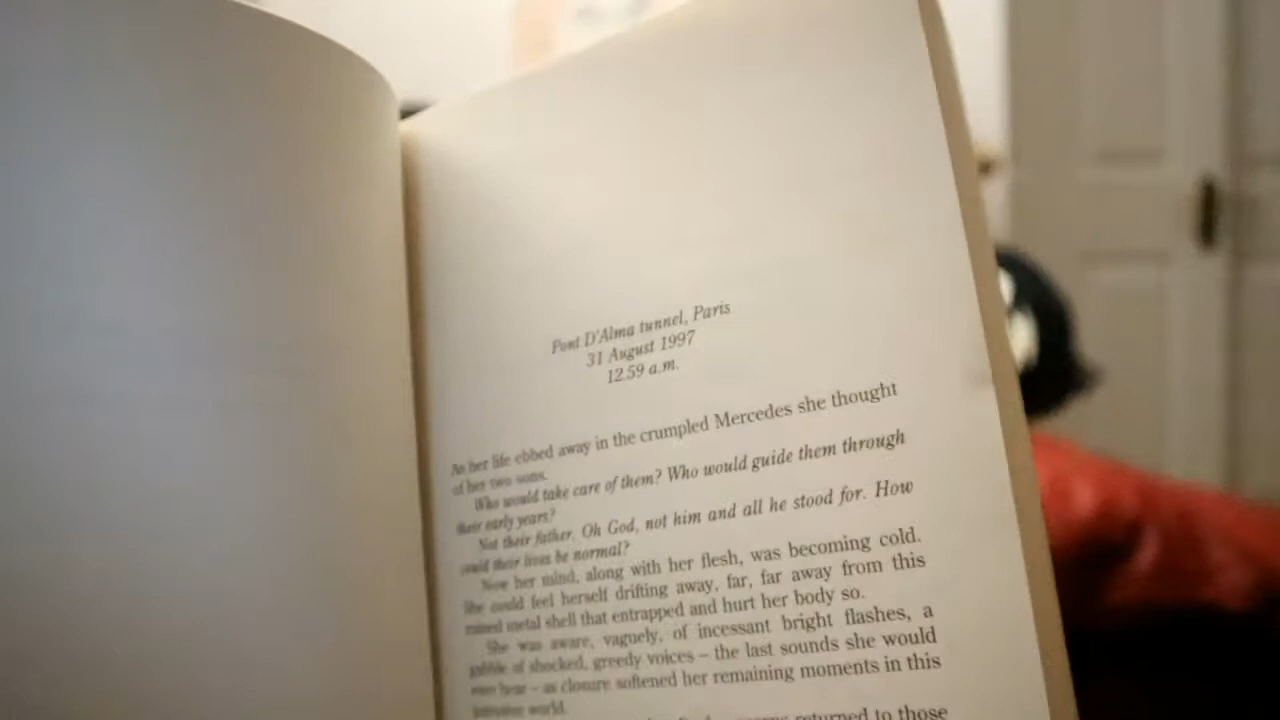 Pont D'Alma tunnel, Paris
31 August 1997
12.59 a.m.
As her life ebbed away in the crumpled Mercedes she thought
of her two sons.
Who would take care of them? Who would guide them through
their early years?
Not their father. Oh God, not him and all he stood for. How
could their lives be normal?
Now her mind, along with her flesh, was becoming cold.
She could feel herself drifting away, far, far away from this
ruined metal shell that entrapped and hurt her body so.
She was aware, vaguely, of incessant bright flashes, a
gabble of shocked, greedy voices – the last sounds she would
ever hear – as closure softened her remaining moments in this
world.
returned to those